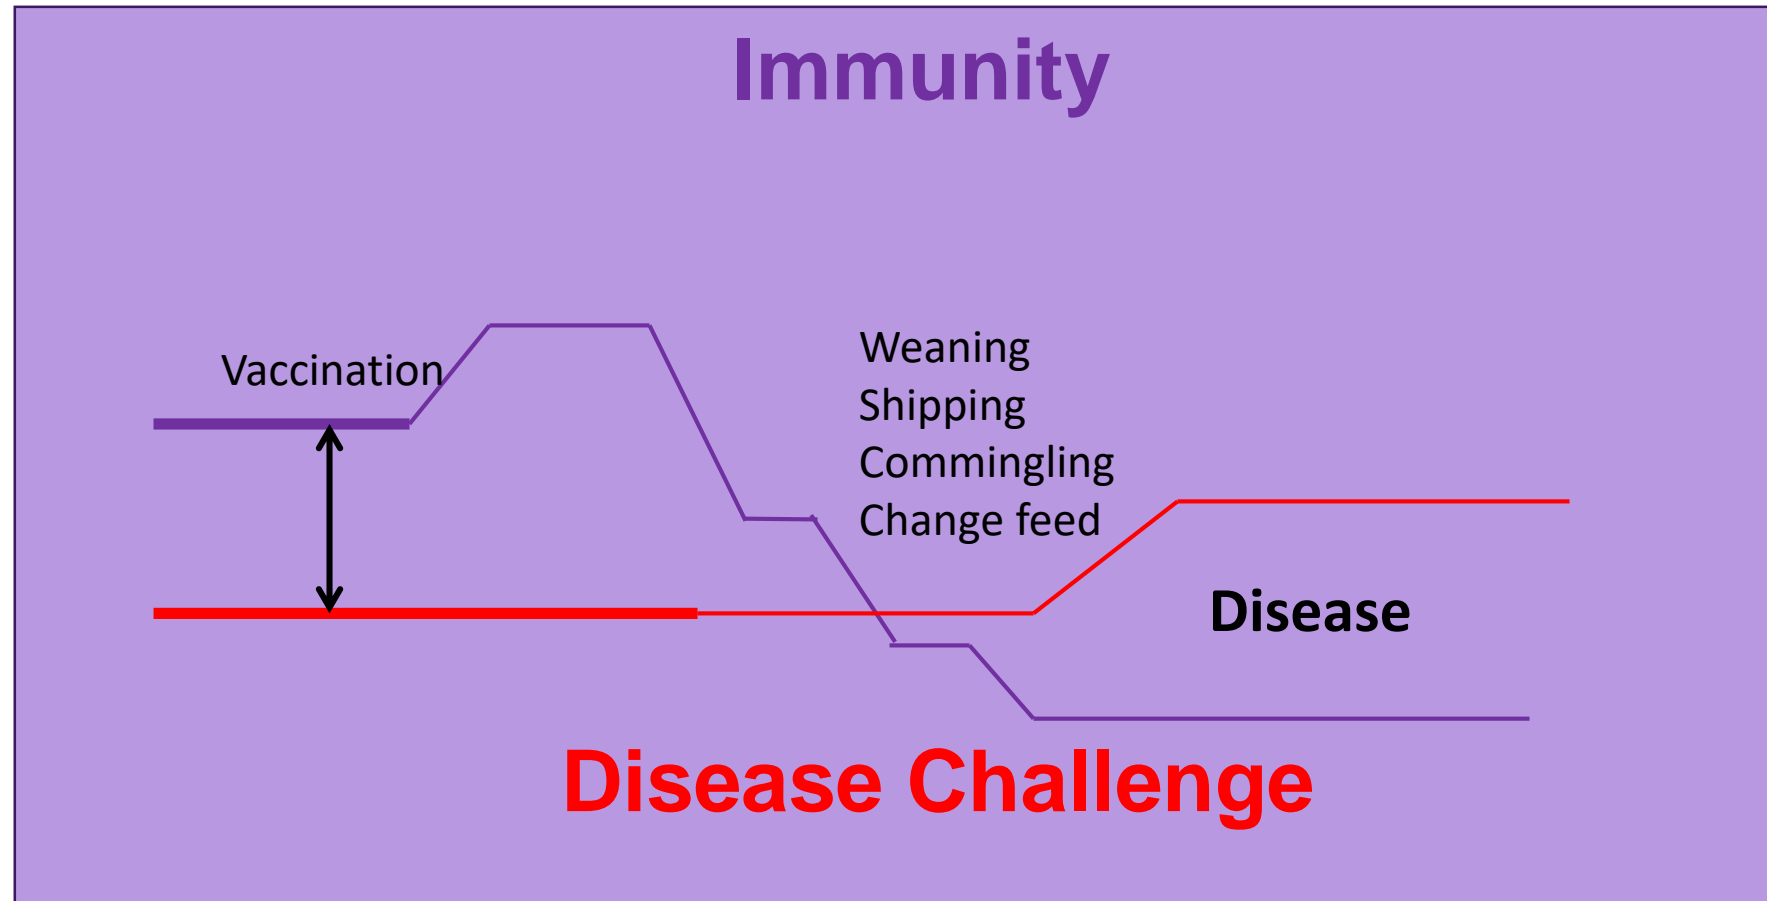 Immunity
Vaccination
Weaning
Shipping
Commingling
Change feed
Disease
Disease Challenge